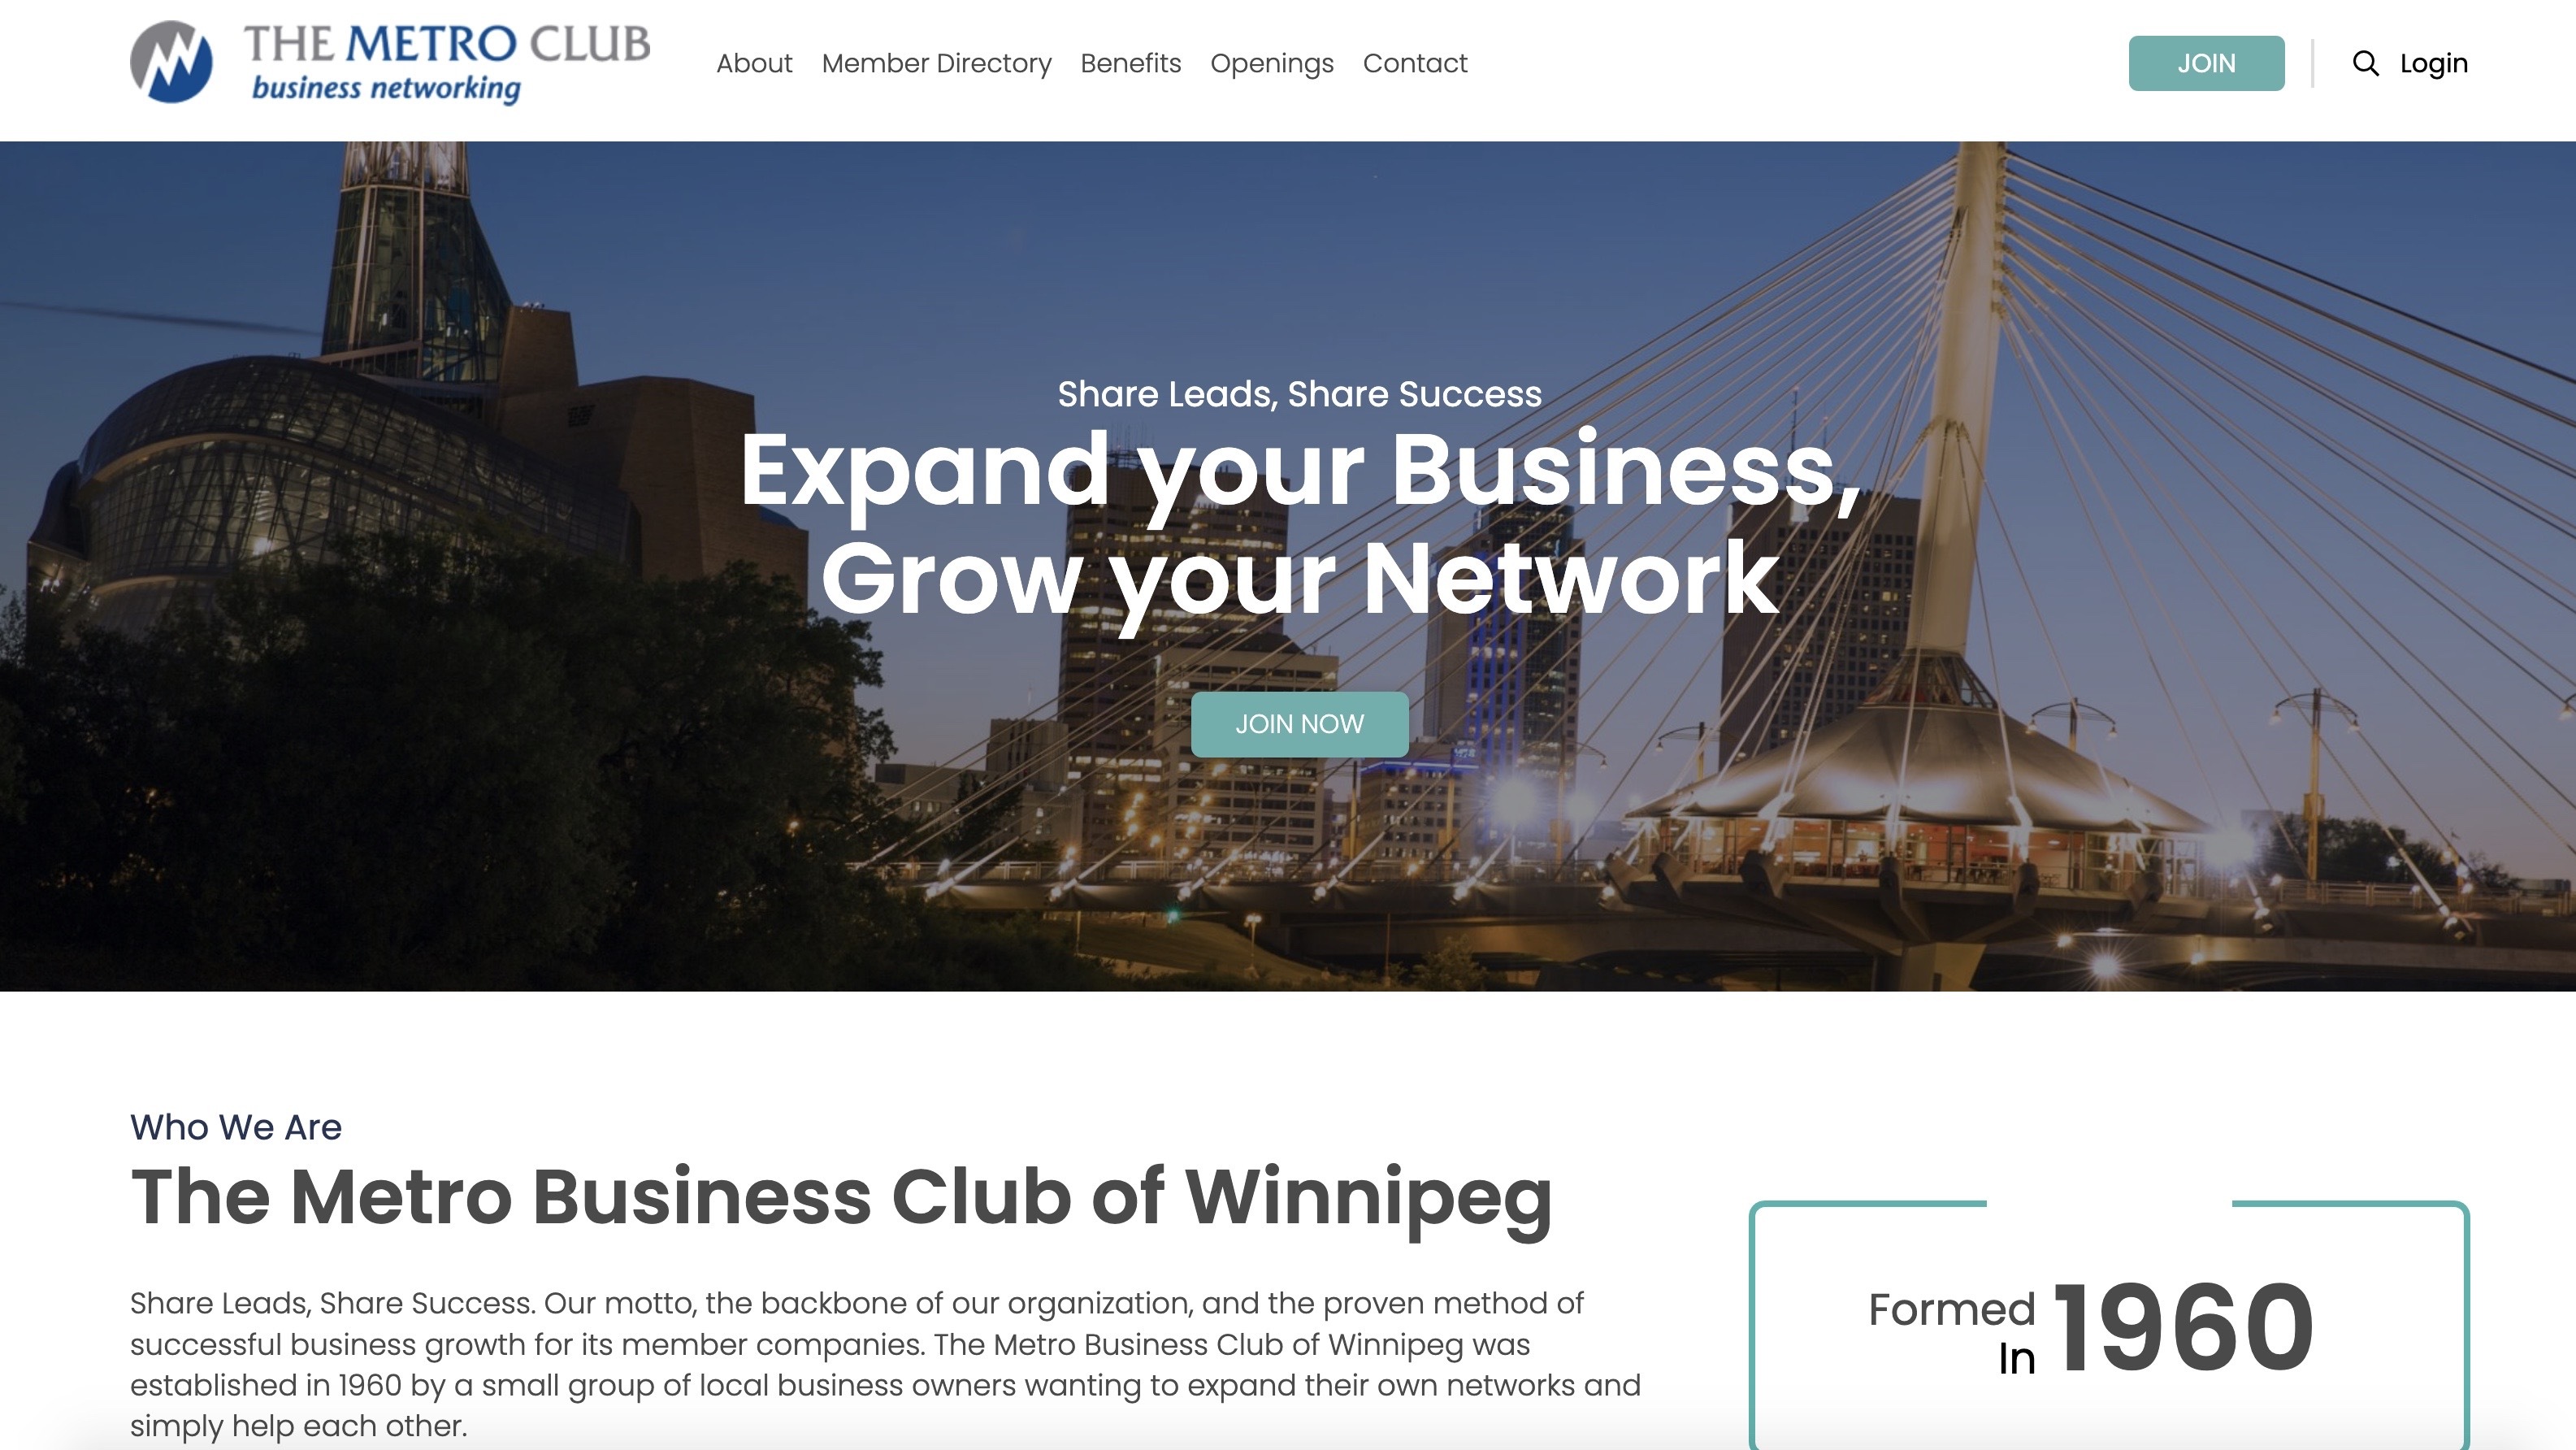 THE METRO CLUB
business networking
About Member Directory Benefits Openings Contact
JOIN
Login
Share Leads, Share Success
Expand your Business,
Grow your Network
JOIN NOW
Who We Are
The Metro Business Club of Winnipeg
Share Leads, Share Success. Our motto, the backbone of our organization, and the proven method of
successful business growth for its member companies. The Metro Business Club of Winnipeg was
established in 1960 by a small group of local business owners wanting to expand their own networks and
simply help each other.
Formed
In
1960